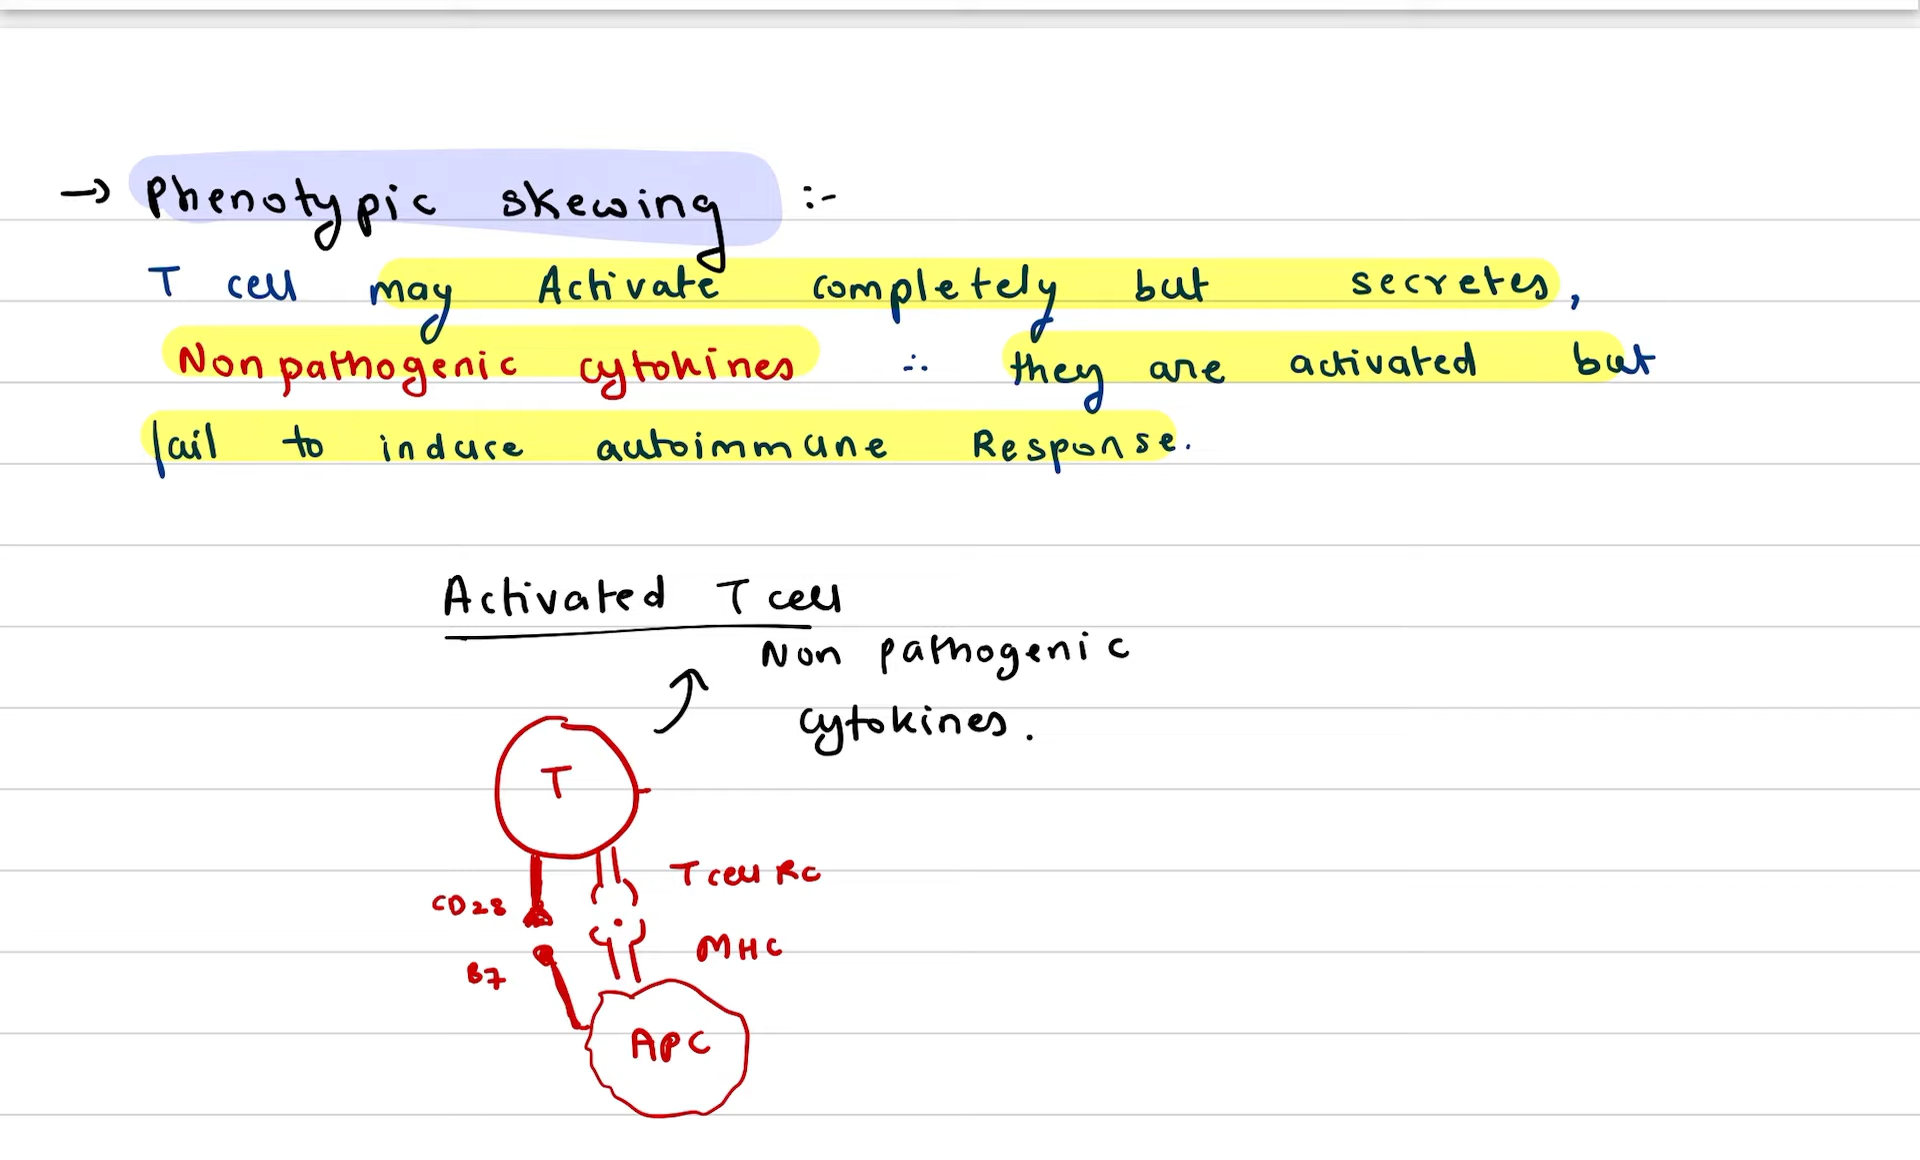 → Phenotypic skewing :-
T cell may Activate completely but secretes,
Non pathogenic cytokines ∴ they are activated but
fail to induce autoimmune Response.
Activated T cell
Non pathogenic
cytokines.
T
T cell Rc
CD28
MHC
B7
APC